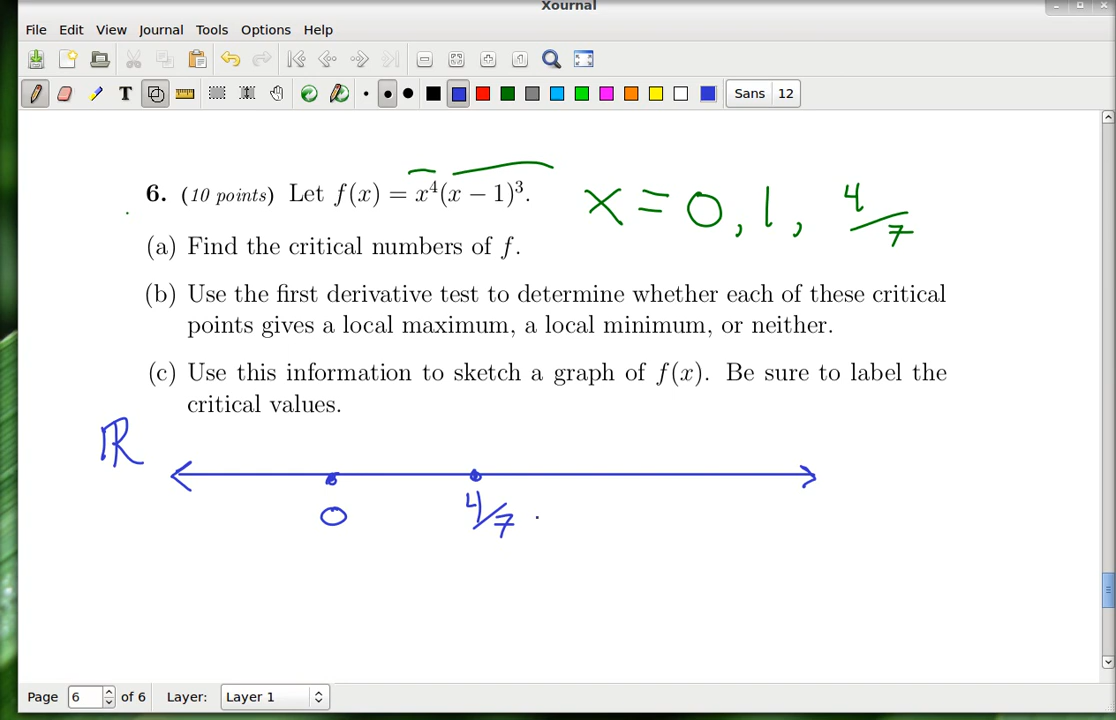 Xournal
File Edit View Journal Tools Options Help
T Sans 12
6. (10 points) Let f(x) = x⁴(x − 1)³. x = 0, 1, 4/7
(a) Find the critical numbers of f.
(b) Use the first derivative test to determine whether each of these critical
points gives a local maximum, a local minimum, or neither.
(c) Use this information to sketch a graph of f(x). Be sure to label the
critical values.
ℝ
0 4/7
Page 6 of 6 Layer: Layer 1